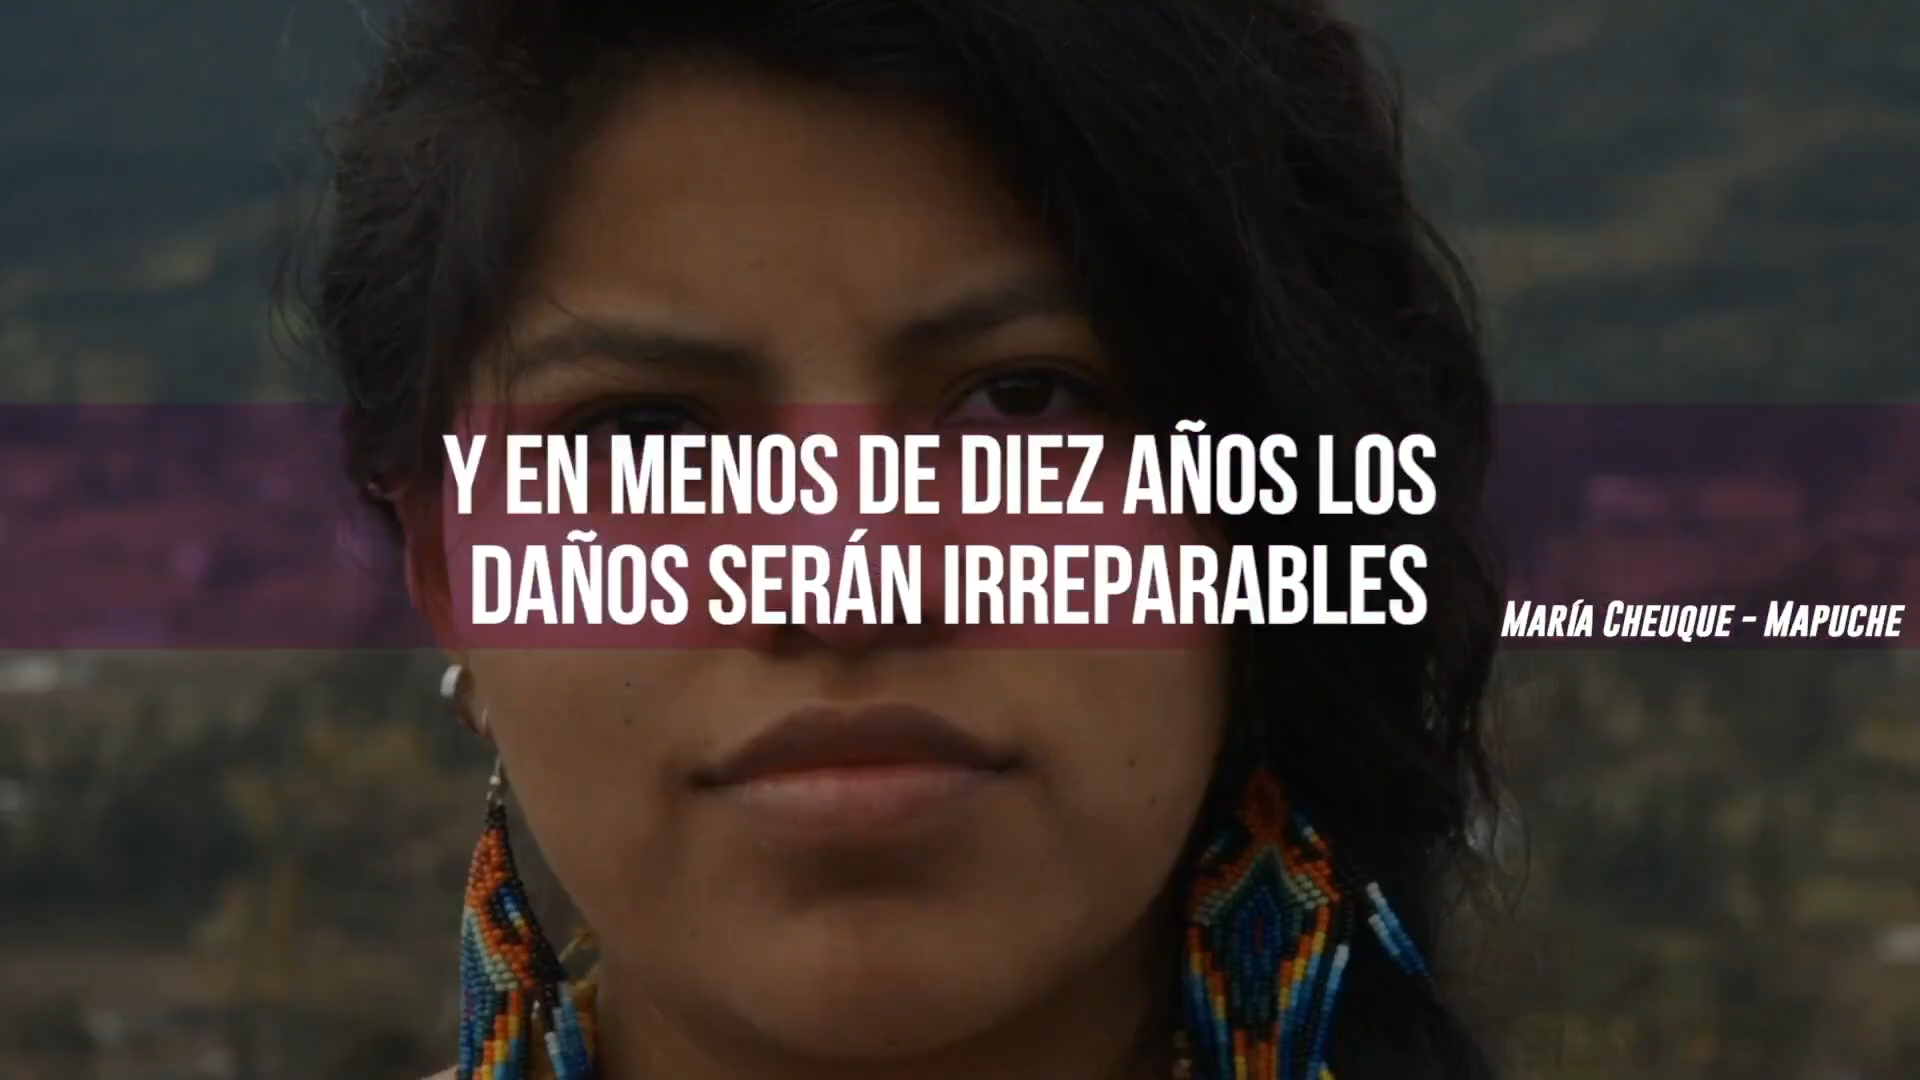 Y EN MENOS DE DIEZ AÑOS LOS
DAÑOS SERÁN IRREPARABLES
MARÍA CHEUQUE - MAPUCHE